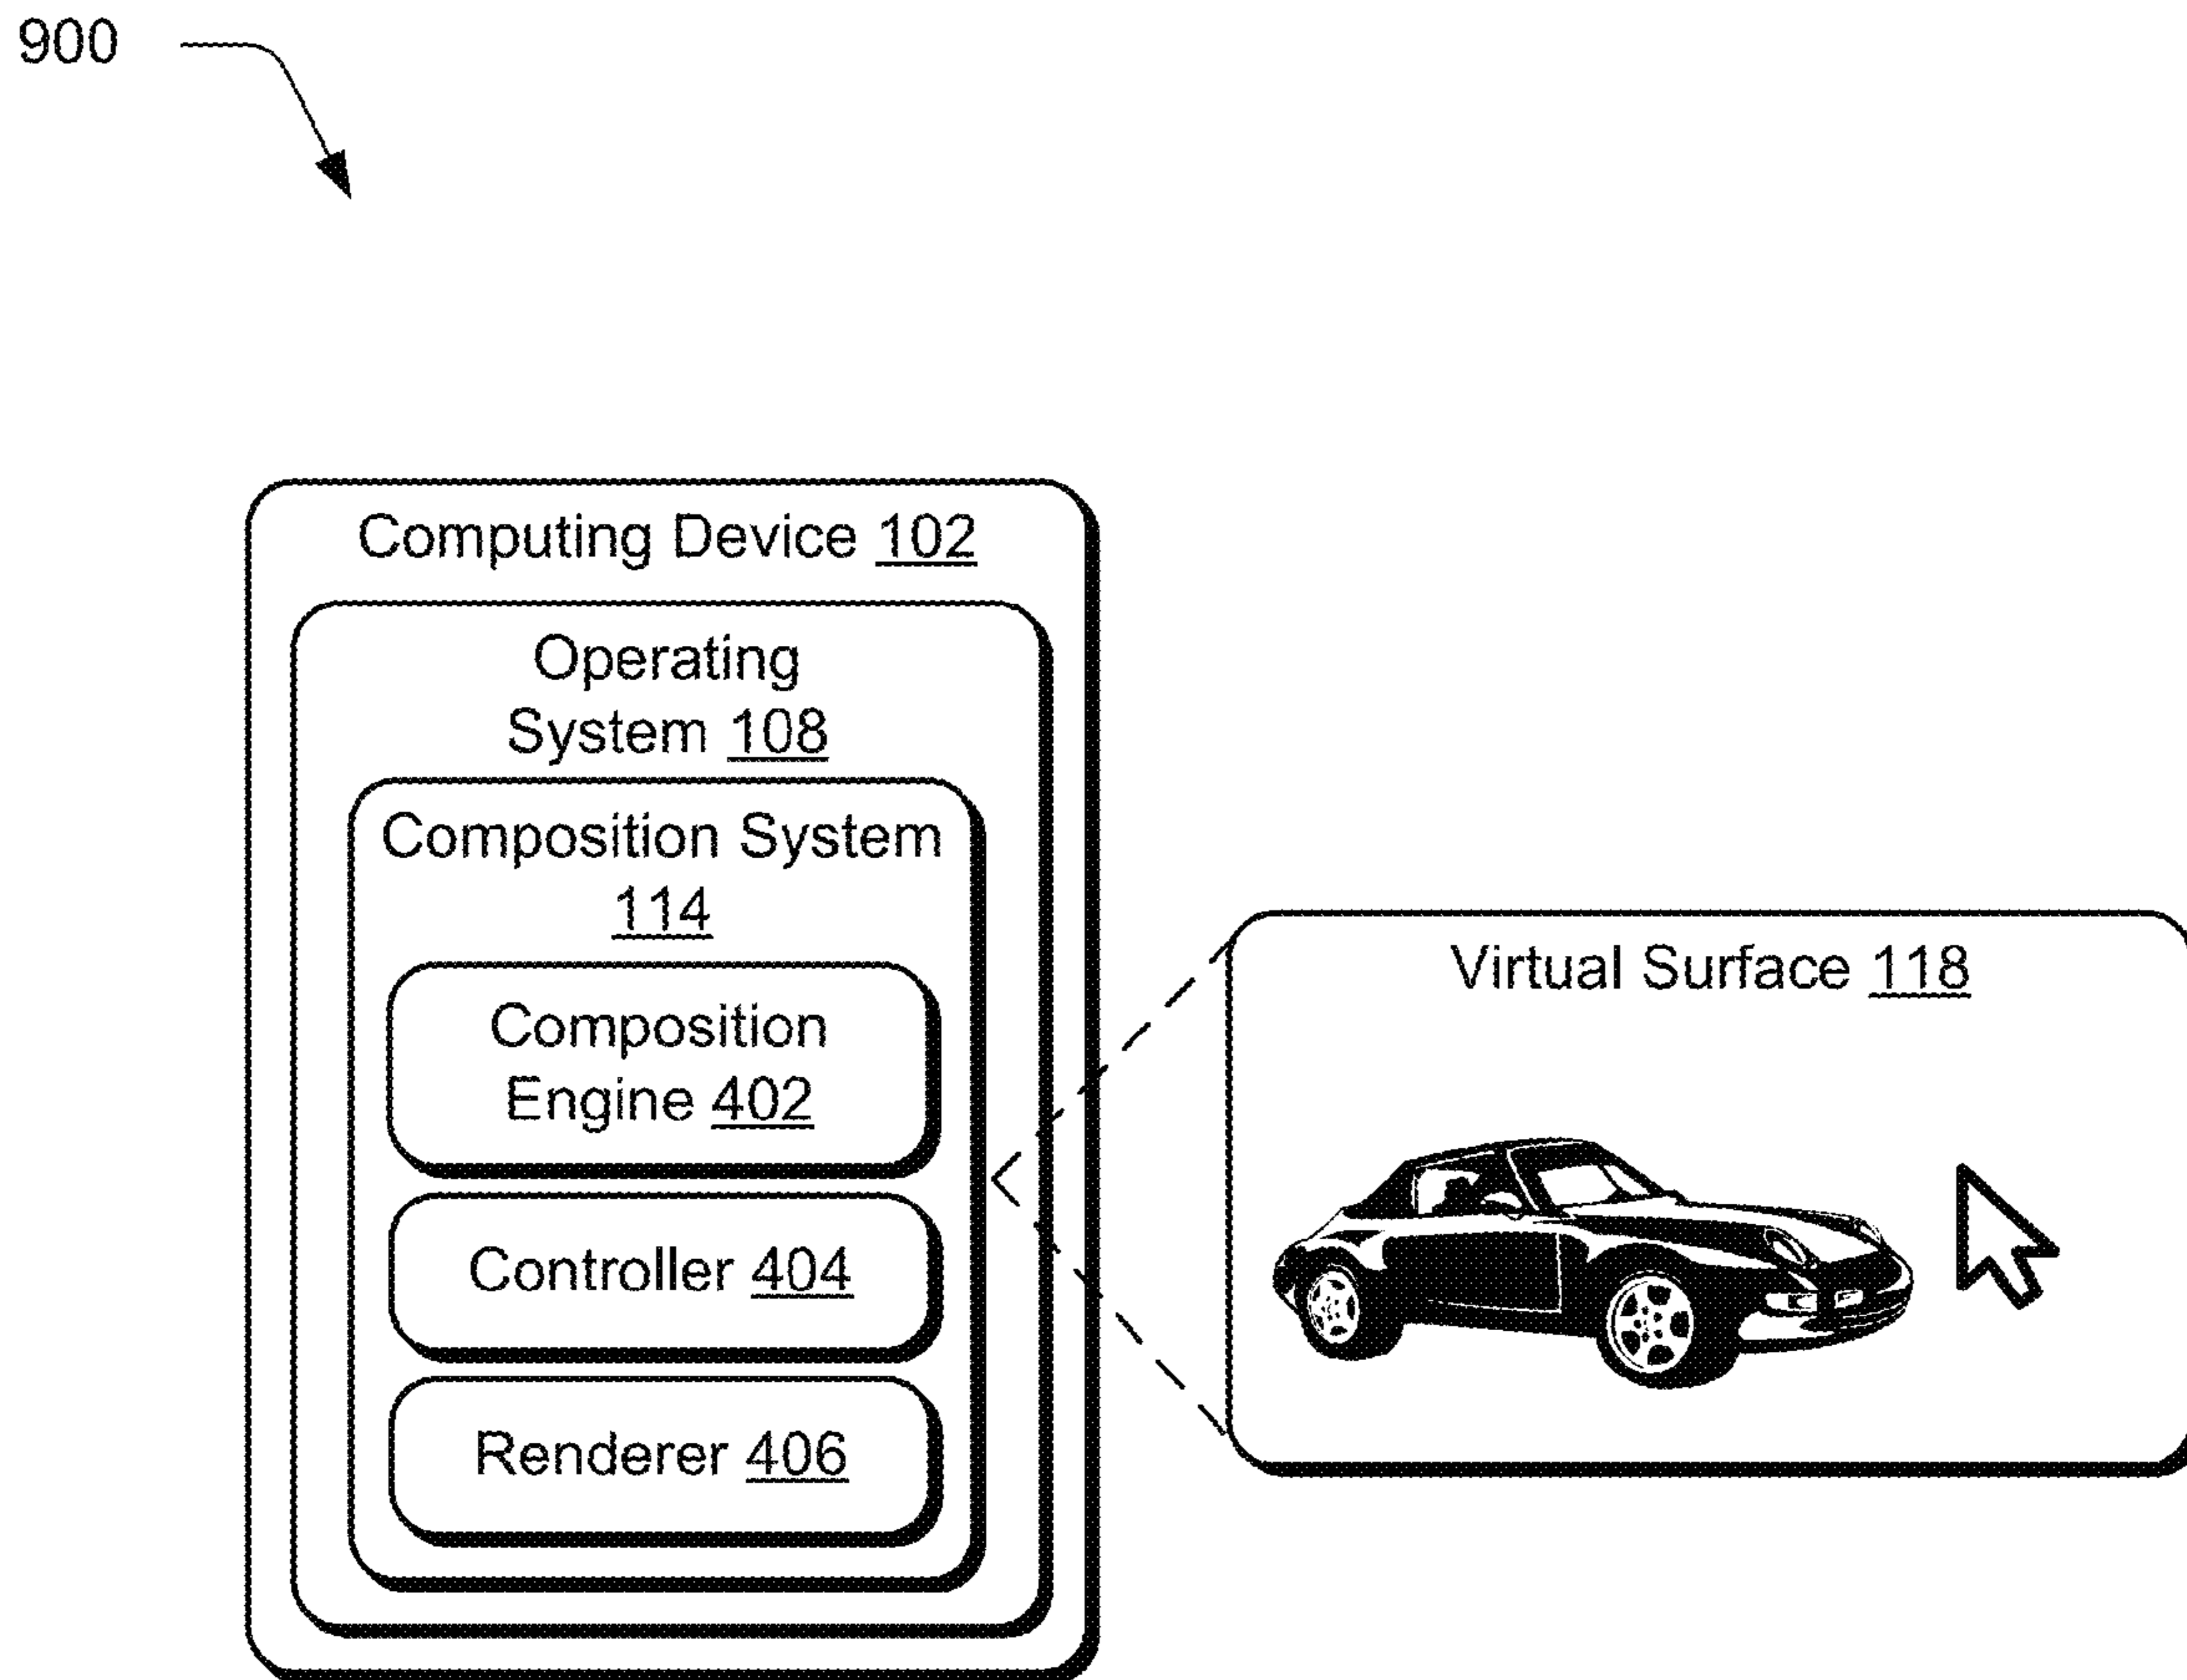 900
Computing Device 102
Operating
System 108
Composition System
114
Composition
Engine 402
Controller 404
Renderer 406
Virtual Surface 118